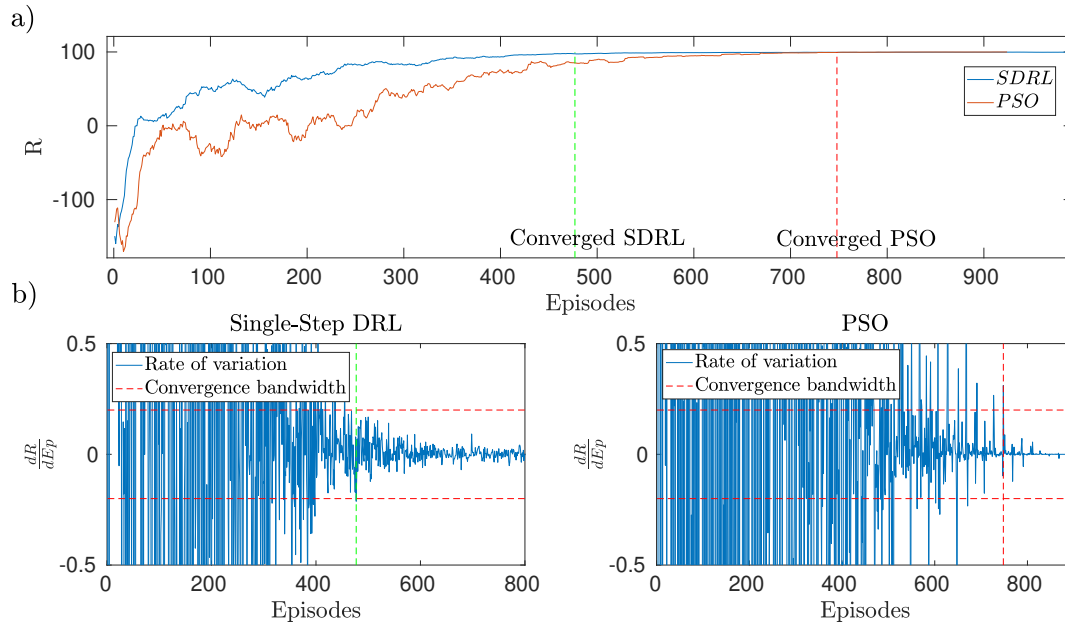 a)
100
0
-100
R
SDRL
PSO
Converged SDRL
Converged PSO
0 100 200 300 400 500 600 700 800 900
Episodes
b)
Single-Step DRL
0.5
0
-0.5
dR
dEp
Rate of variation
Convergence bandwidth
0 200 400 600 800
Episodes
PSO
0.5
0
-0.5
dR
dEp
Rate of variation
Convergence bandwidth
0 200 400 600 800
Episodes